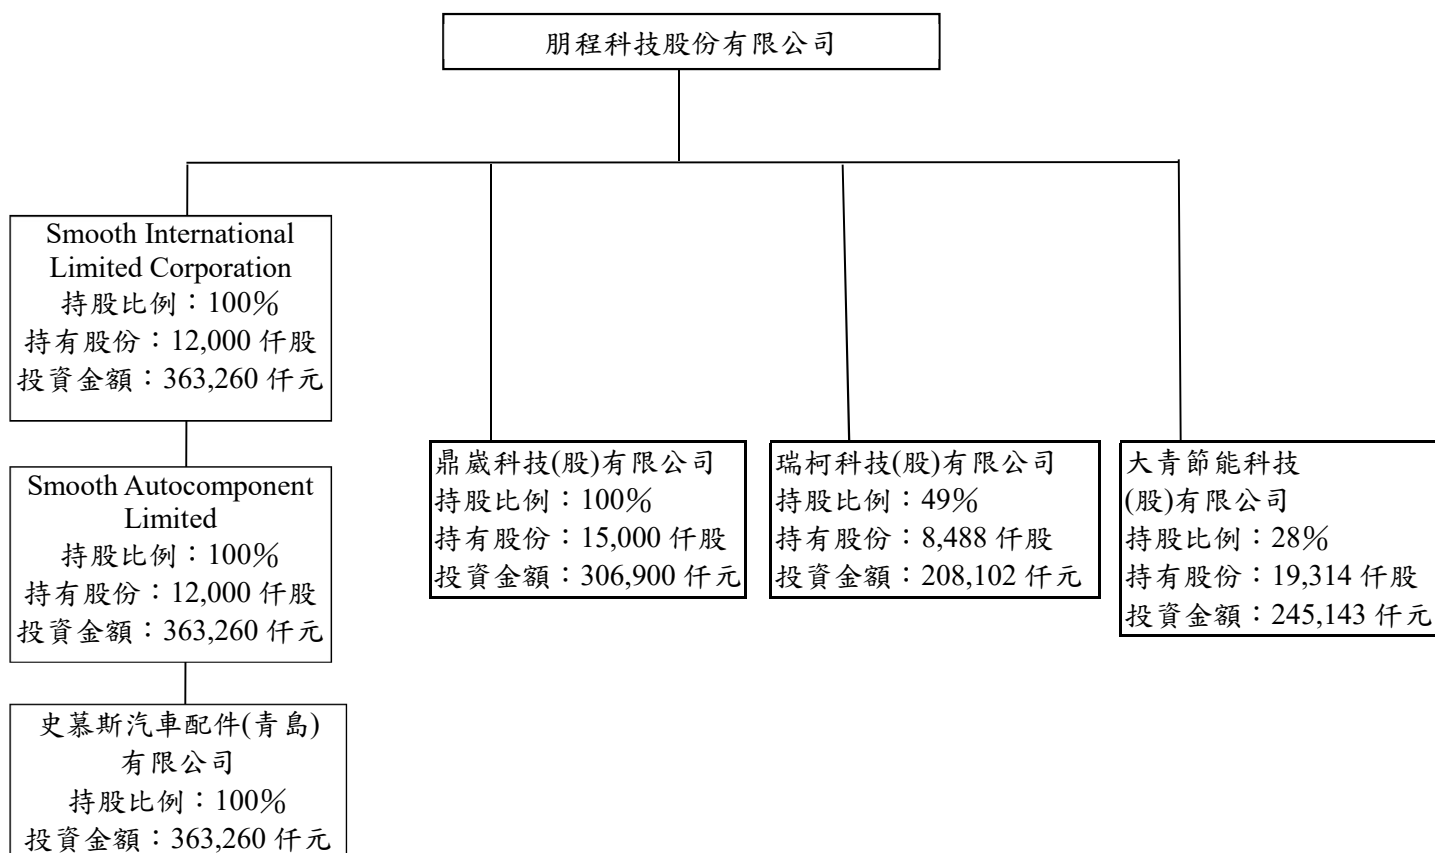 朋程科技股份有限公司
Smooth International
Limited Corporation
持股比例：100%
持有股份：12,000 仟股
投資金額：363,260 仟元
Smooth Autocomponent
Limited
持股比例：100%
持有股份：12,000 仟股
投資金額：363,260 仟元
史慕斯汽車配件(青島)
有限公司
持股比例：100%
投資金額：363,260 仟元
鼎崴科技(股)有限公司
持股比例：100%
持有股份：15,000 仟股
投資金額：306,900 仟元
瑞柯科技(股)有限公司
持股比例：49%
持有股份：8,488 仟股
投資金額：208,102 仟元
大青節能科技
(股)有限公司
持股比例：28%
持有股份：19,314 仟股
投資金額：245,143 仟元